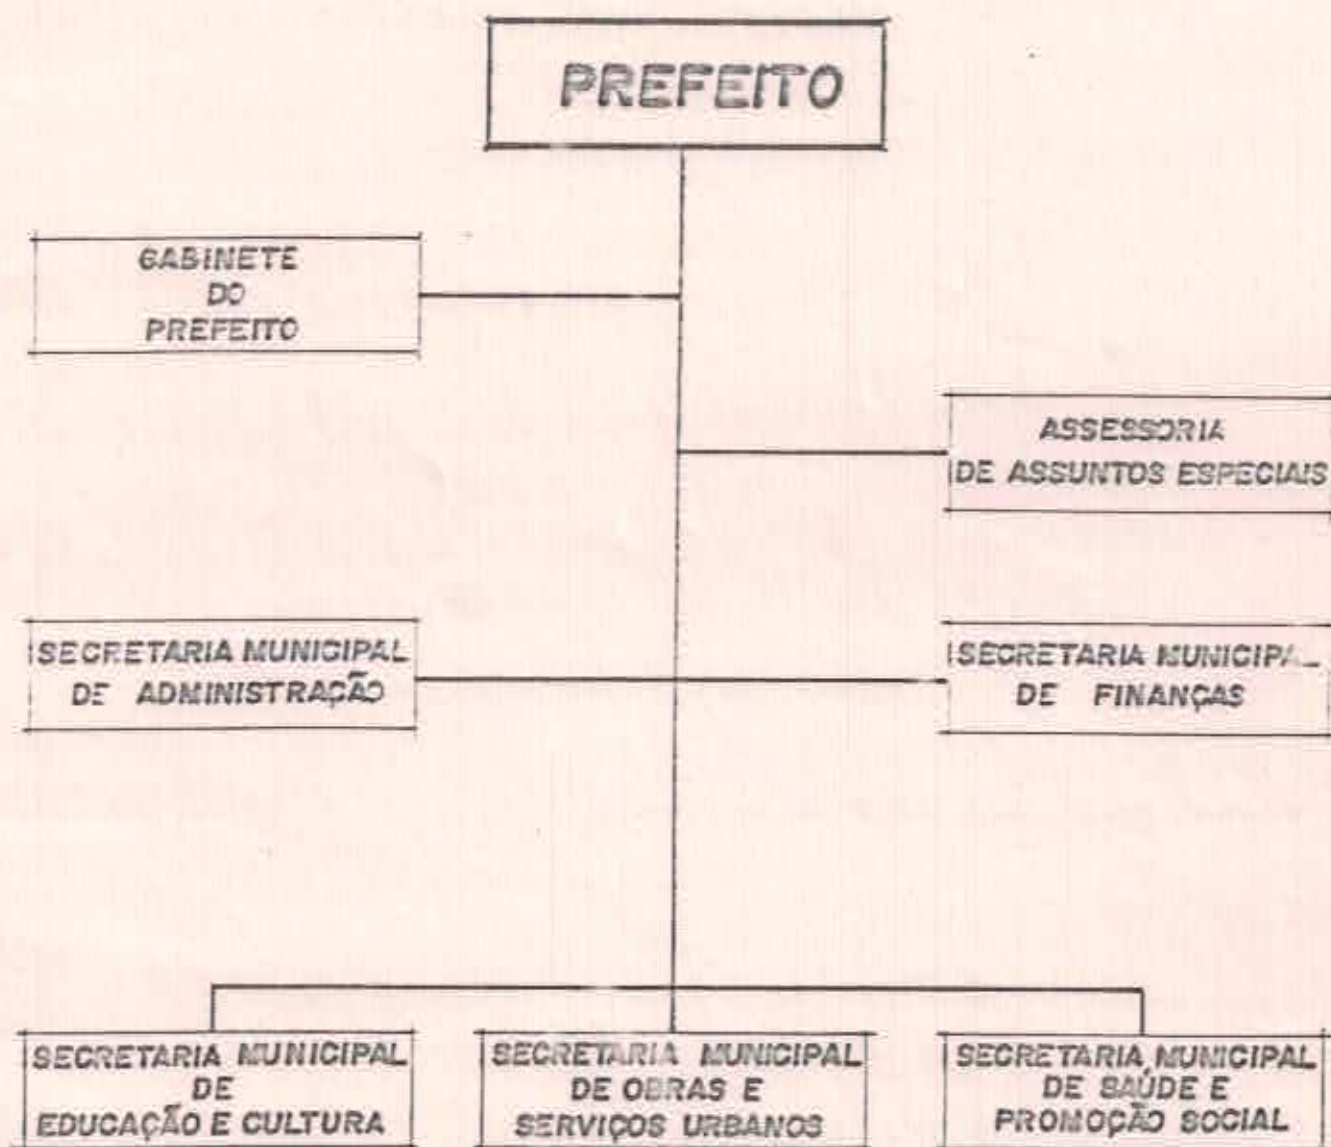 PREFEITO
GABINETE
DO
PREFEITO
ASSESSORIA
DE ASSUNTOS ESPECIAIS
SECRETARIA MUNICIPAL
DE ADMINISTRAÇÃO
SECRETARIA MUNICIPAL
DE FINANÇAS
SECRETARIA MUNICIPAL
DE
EDUCAÇÃO E CULTURA
SECRETARIA MUNICIPAL
DE OBRAS E
SERVIÇOS URBANOS
SECRETARIA MUNICIPAL
DE SAÚDE E
PROMOÇÃO SOCIAL